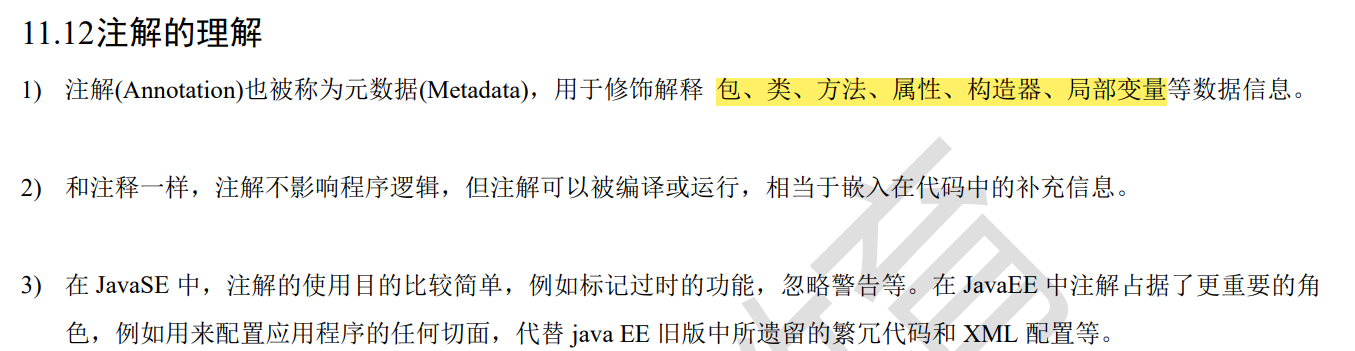 11.12注解的理解
1) 注解(Annotation)也被称为元数据(Metadata)，用于修饰解释 包、类、方法、属性、构造器、局部变量等数据信息。
2) 和注释一样，注解不影响程序逻辑，但注解可以被编译或运行，相当于嵌入在代码中的补充信息。
3) 在 JavaSE 中，注解的使用目的比较简单，例如标记过时的功能，忽略警告等。在 JavaEE 中注解占据了更重要的角
色，例如用来配置应用程序的任何切面，代替 java EE 旧版中所遗留的繁冗代码和 XML 配置等。